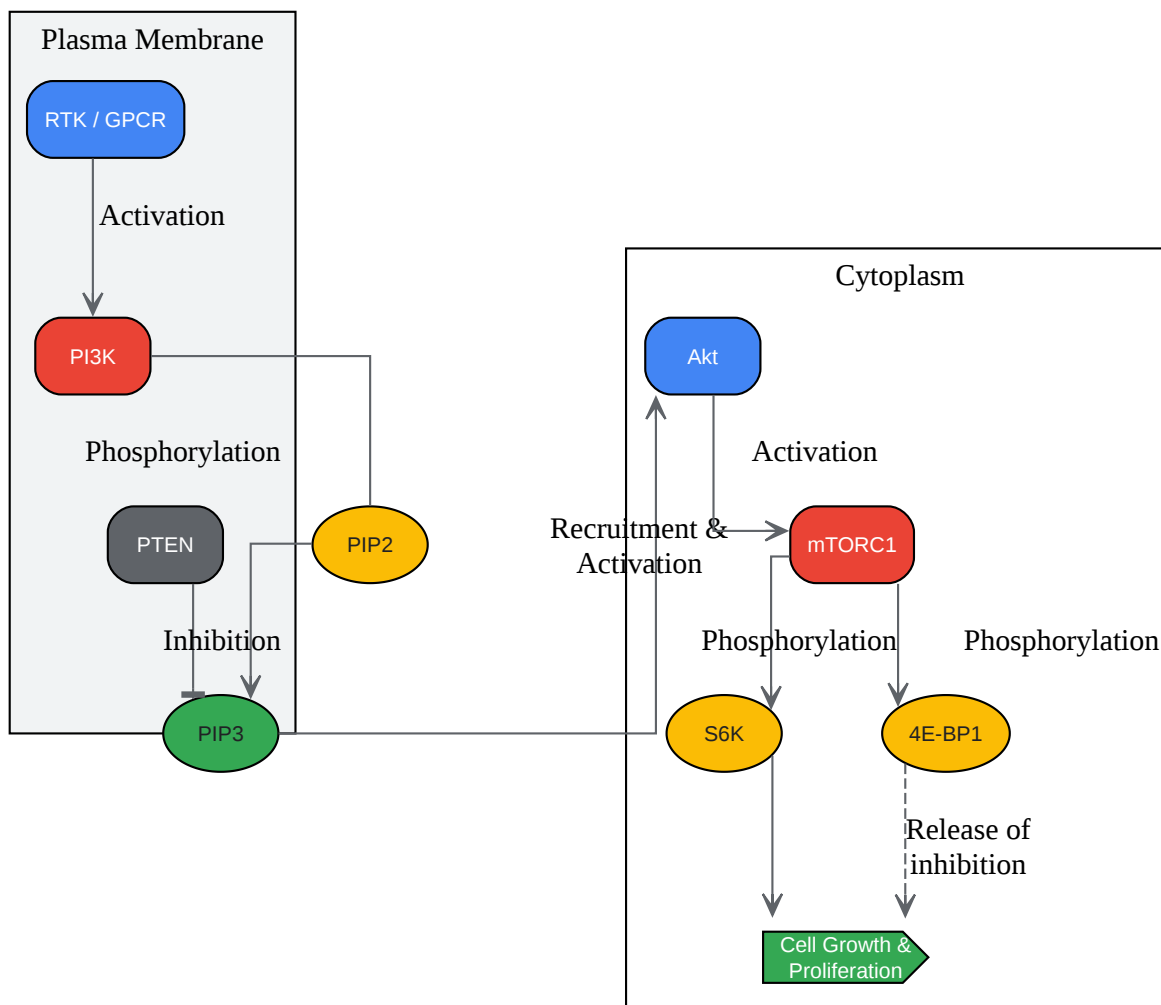 Plasma Membrane
RTK / GPCR
Activation
Cytoplasm
PI3K
Akt
Phosphorylation
Activation
PTEN
PIP2
Recruitment &
Activation
mTORC1
Inhibition
Phosphorylation
Phosphorylation
PIP3
S6K
4E-BP1
Release of
inhibition
Cell Growth &
Proliferation